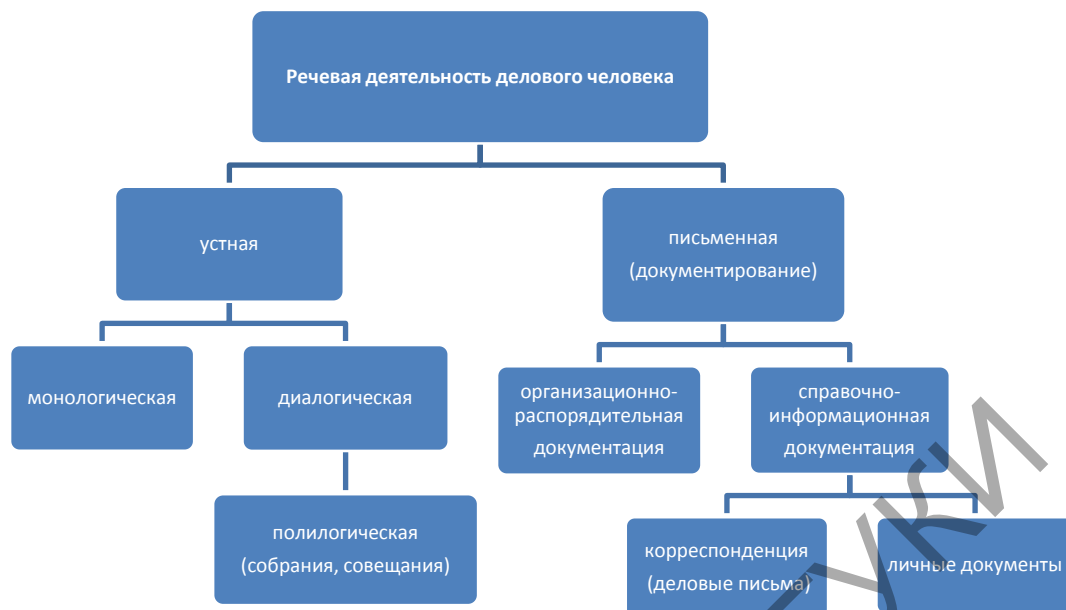 Речевая деятельность делового человека
устная
письменная
(документирование)
монологическая
диалогическая
организационно-
распорядительная
документация
справочно-
информационная
документация
полилогическая
(собрания, совещания)
корреспонденция
(деловые письма)
личные документы